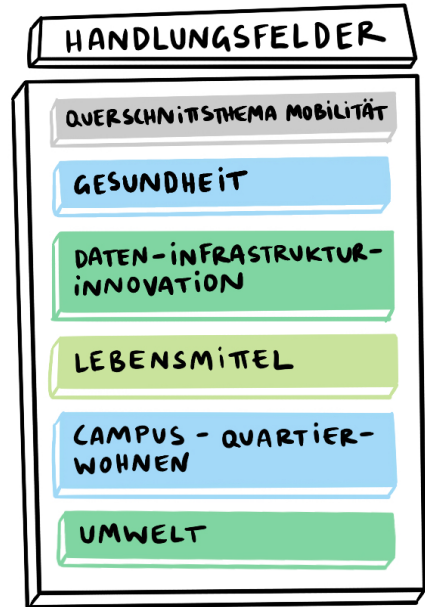 HANDLUNGSFELDER
QUERSCHNITTSTHEMA MOBILITÄT
GESUNDHEIT
DATEN-INFRASTRUKTUR-
INNOVATION
LEBENSMITTEL
CAMPUS - QUARTIER-
WOHNEN
UMWELT